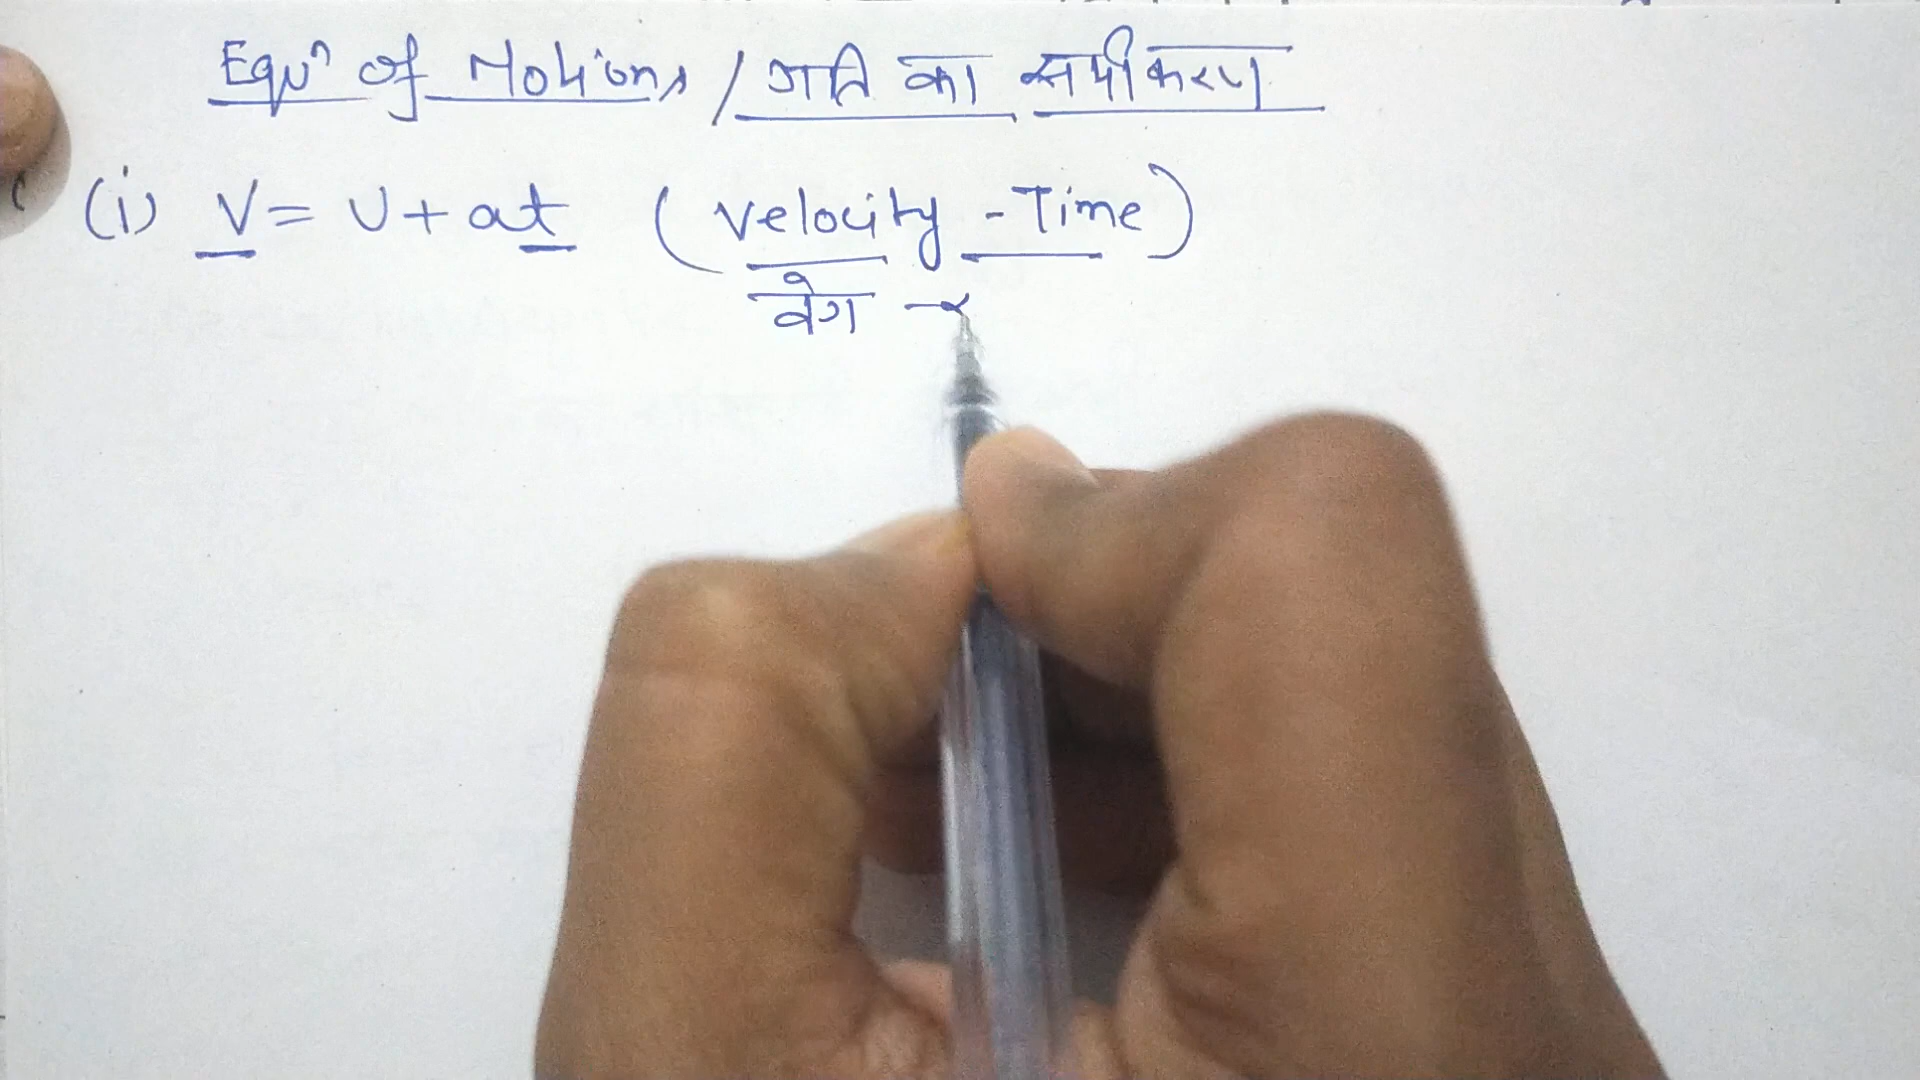 Equⁿ of Motions / गति का समीकरण
(i) V = U + at (Velocity - Time)
वेग -